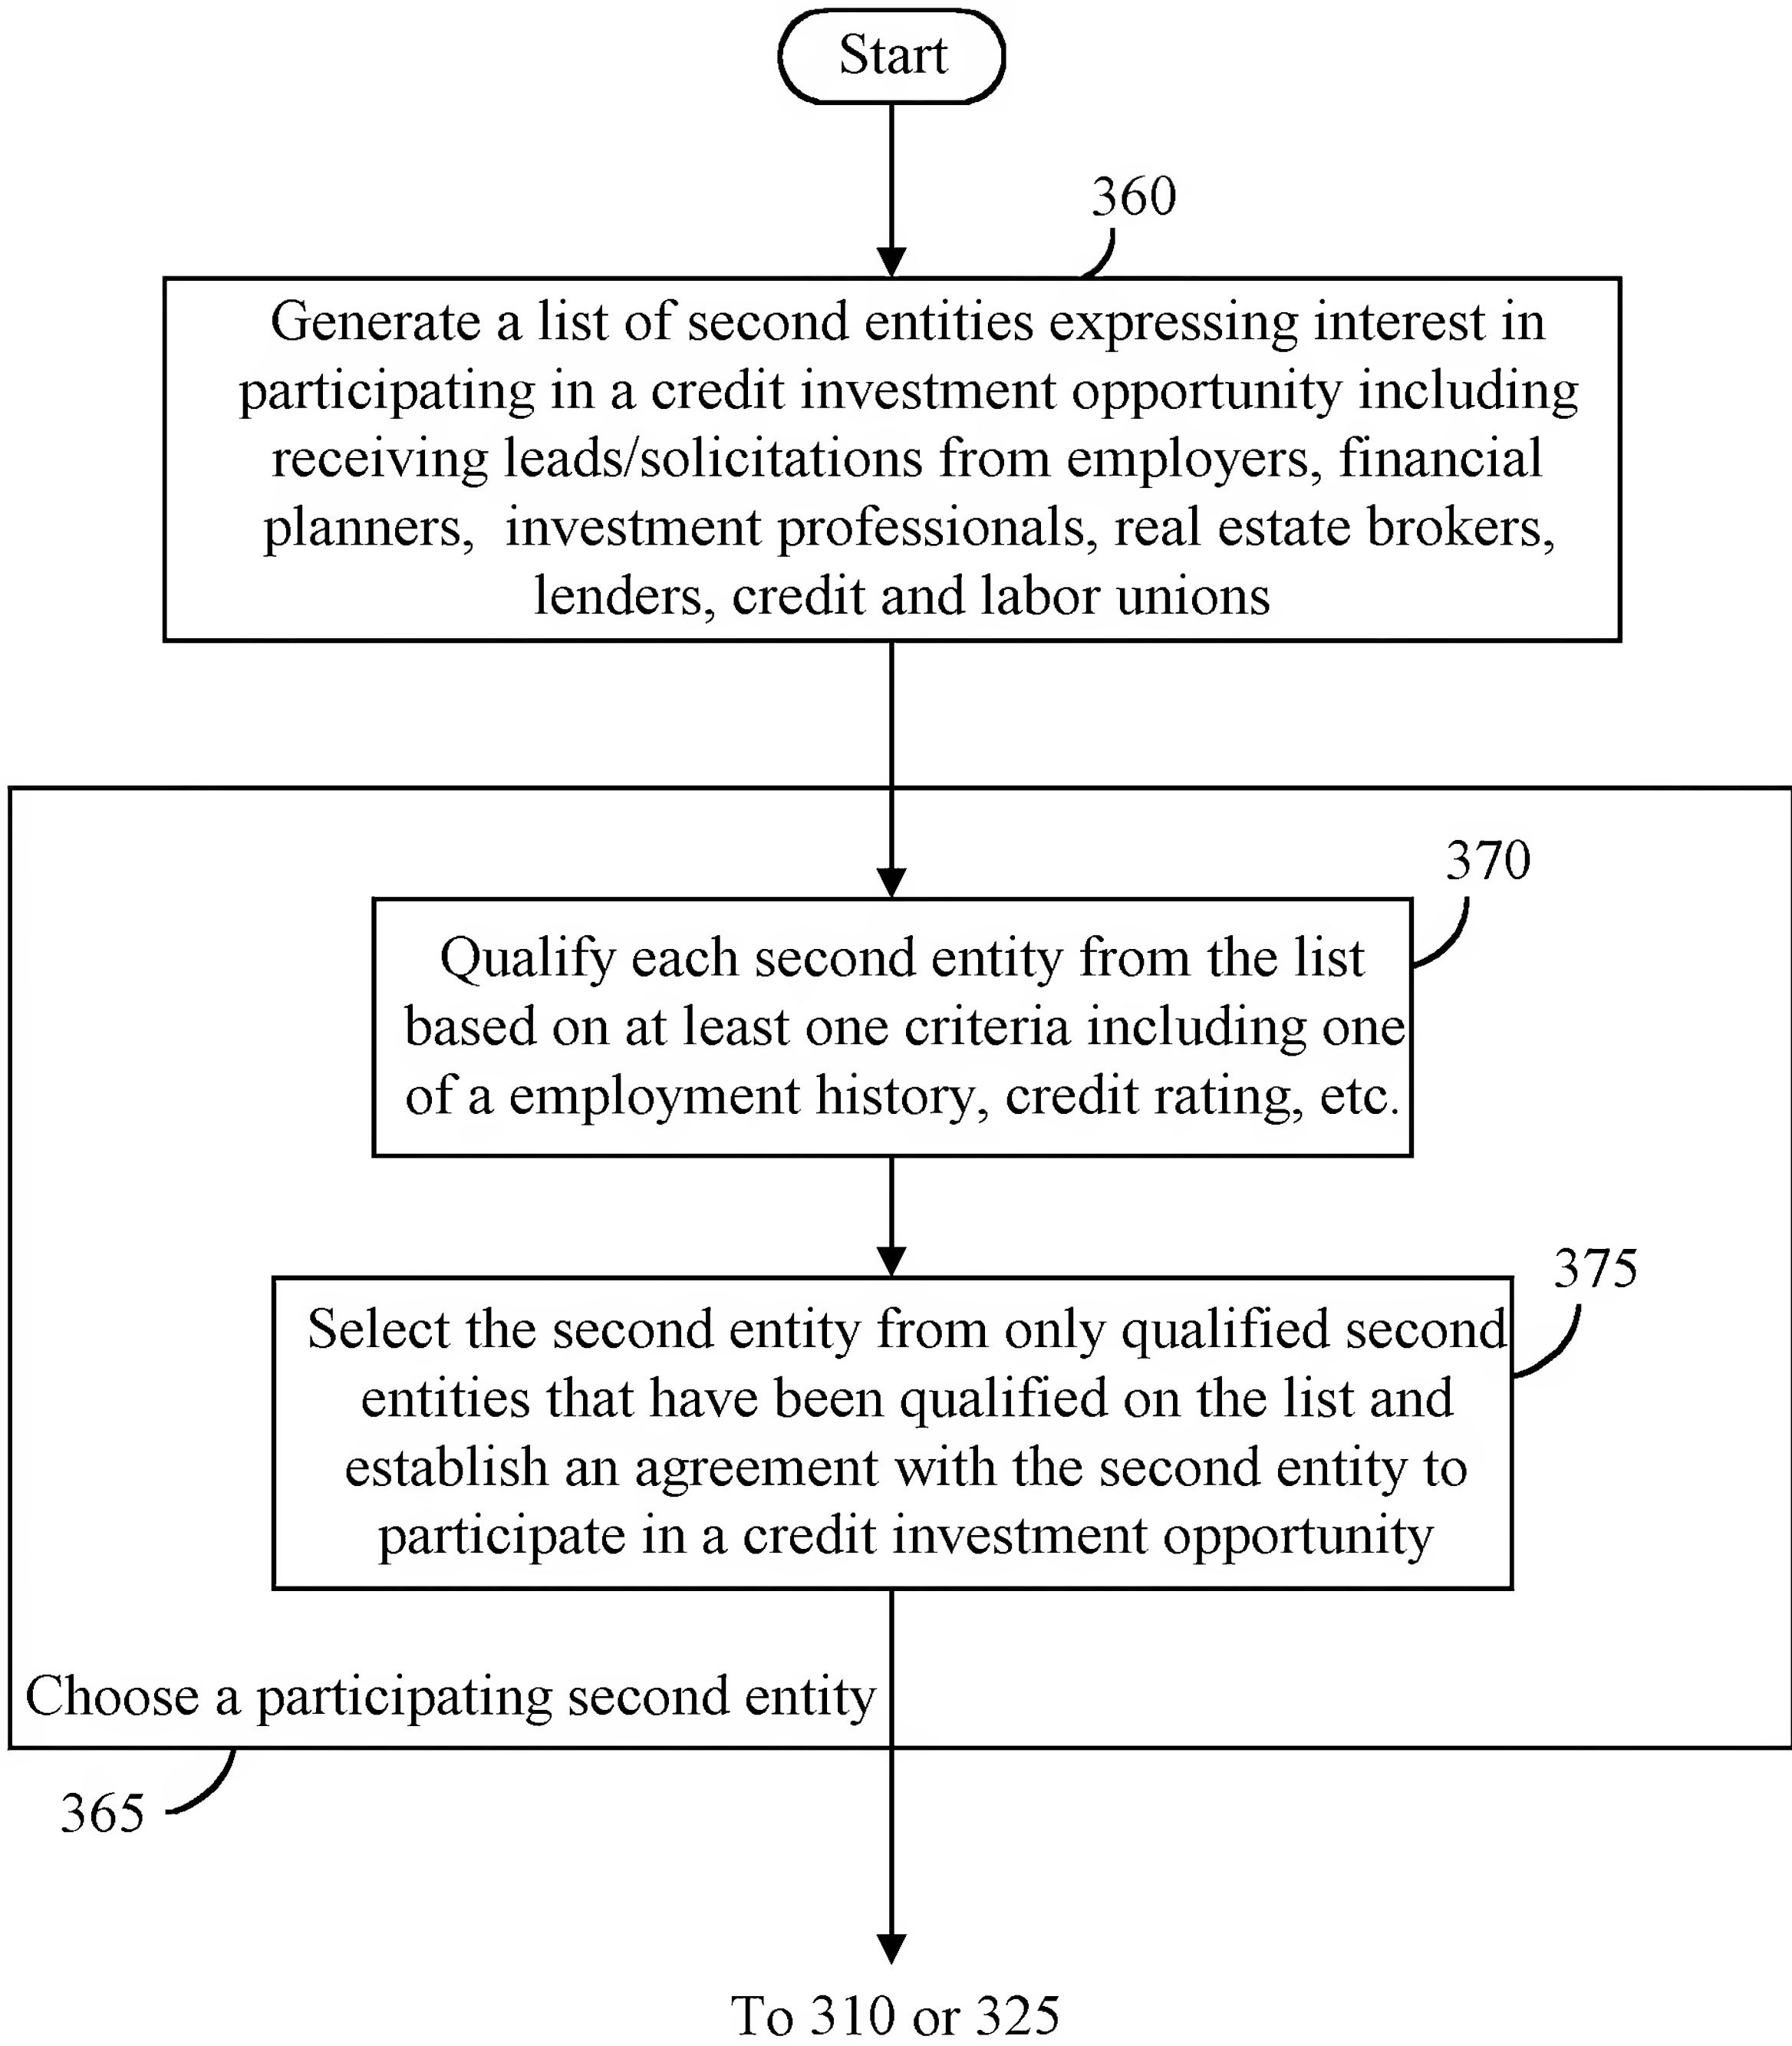 Start
360
Generate a list of second entities expressing interest in
participating in a credit investment opportunity including
receiving leads/solicitations from employers, financial
planners, investment professionals, real estate brokers,
lenders, credit and labor unions
370
Qualify each second entity from the list
based on at least one criteria including one
of a employment history, credit rating, etc.
375
Select the second entity from only qualified second
entities that have been qualified on the list and
establish an agreement with the second entity to
participate in a credit investment opportunity
Choose a participating second entity
365
To 310 or 325